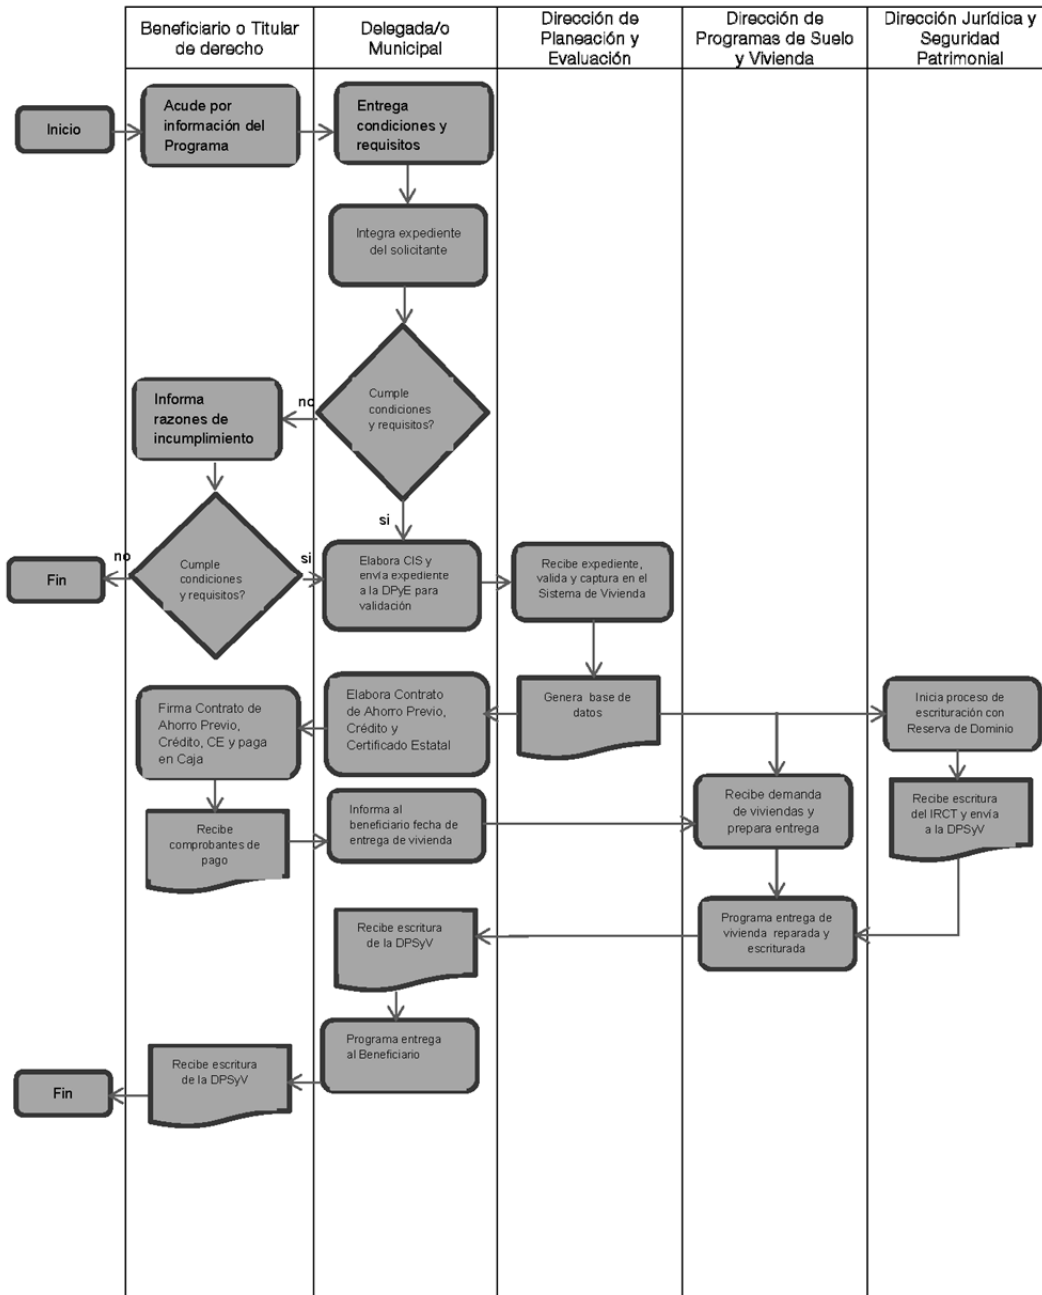 Beneficiario o Titular
de derecho
Delegada/o
Municipal
Dirección de
Planeación y
Evaluación
Dirección de
Programas de Suelo
y Vivienda
Dirección Jurídica y
Seguridad
Patrimonial
Inicio
Acude por
información del
Programa
Entrega
condiciones y
requisitos
Integra expediente
del solicitante
Cumple
condiciones
y requisitos?
no
Informa
razones de
incumplimiento
si
Fin
no
Cumple
condiciones
y requisitos?
si
Elabora CIS y
envía expediente
a la DPyE para
validación
Recibe expediente,
valida y captura en el
Sistema de Vivienda
Firma Contrato de
Ahorro Previo,
Crédito, CE y paga
en Caja
Elabora Contrato
de Ahorro Previo,
Crédito y
Certificado Estatal
Genera base de
datos
Inicia proceso de
escrituración con
Reserva de Dominio
Recibe
comprobantes de
pago
Informa al
beneficiario fecha de
entrega de vivienda
Recibe demanda
de viviendas y
prepara entrega
Recibe escritura
del IRCT y envía
a la DPSyV
Recibe escritura
de la DPSyV
Programa entrega de
vivienda reparada y
escriturada
Programa entrega
al Beneficiario
Recibe escritura
de la DPSyV
Fin